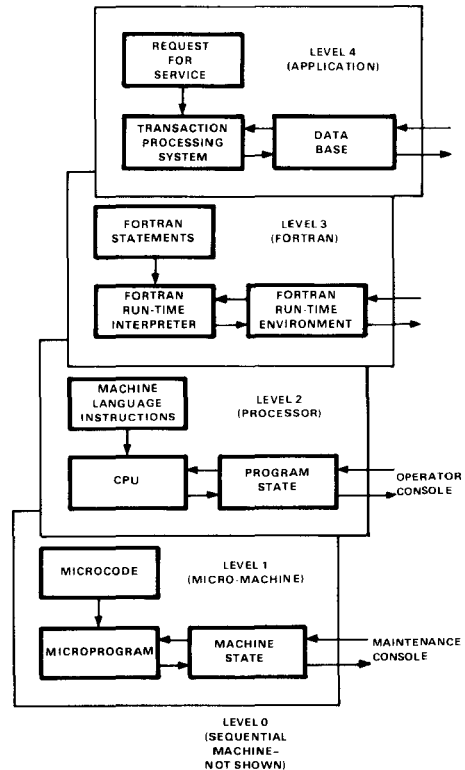 REQUEST
FOR
SERVICE
LEVEL 4
(APPLICATION)
TRANSACTION
PROCESSING
SYSTEM
DATA
BASE
FORTRAN
STATEMENTS
LEVEL 3
(FORTRAN)
FORTRAN
RUN-TIME
INTERPRETER
FORTRAN
RUN-TIME
ENVIRONMENT
MACHINE
LANGUAGE
INSTRUCTIONS
LEVEL 2
(PROCESSOR)
CPU
PROGRAM
STATE
OPERATOR
CONSOLE
MICROCODE
LEVEL 1
(MICRO-MACHINE)
MICROPROGRAM
MACHINE
STATE
MAINTENANCE
CONSOLE
LEVEL 0
(SEQUENTIAL
MACHINE–
NOT SHOWN)